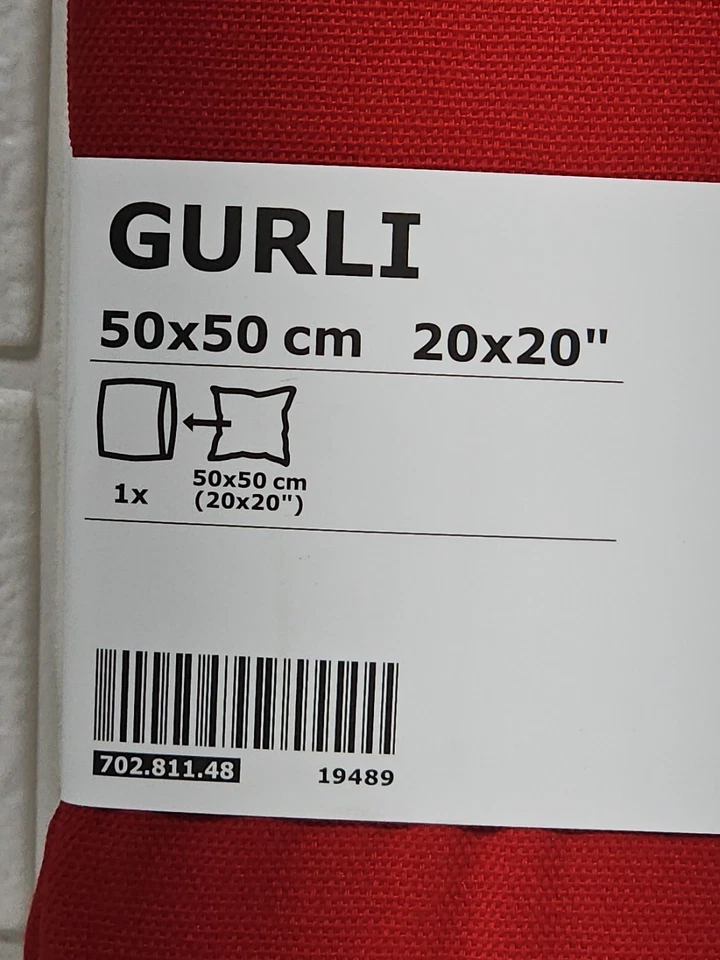 GURLI
50x50 cm 20x20"
1x
50x50 cm
(20x20")
702.811.48
19489